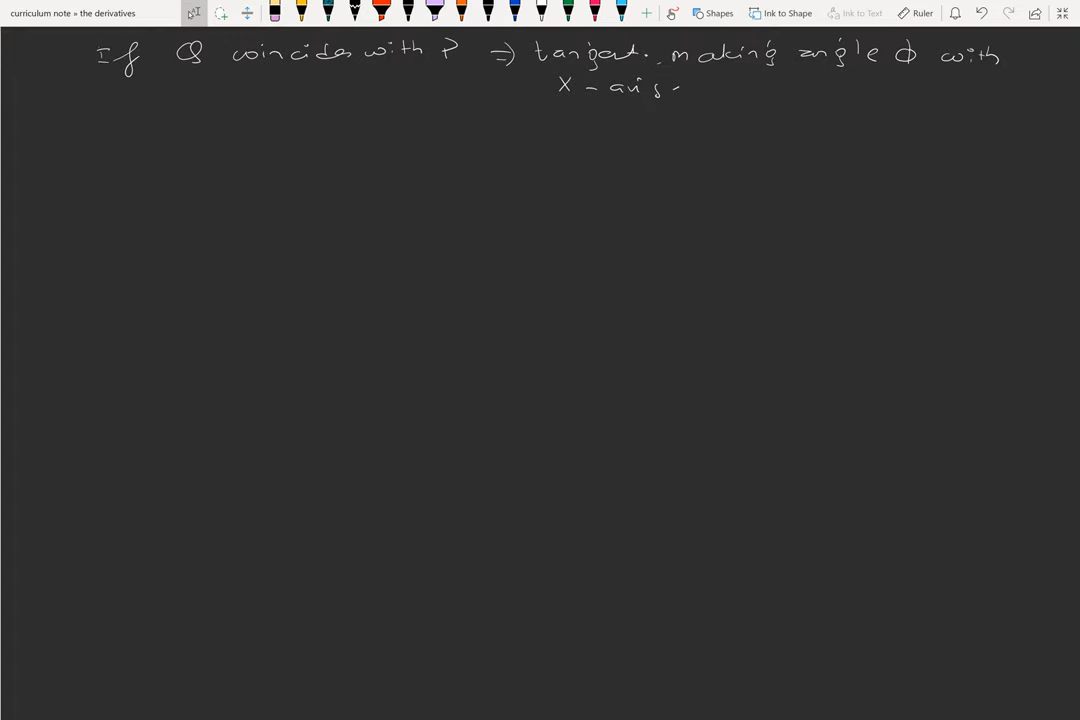 curriculum note » the derivatives
Shapes Ink to Shape Ink to Text Ruler
If Q coincides with P ⇒ tangent. making angle ϕ with
X - axis -